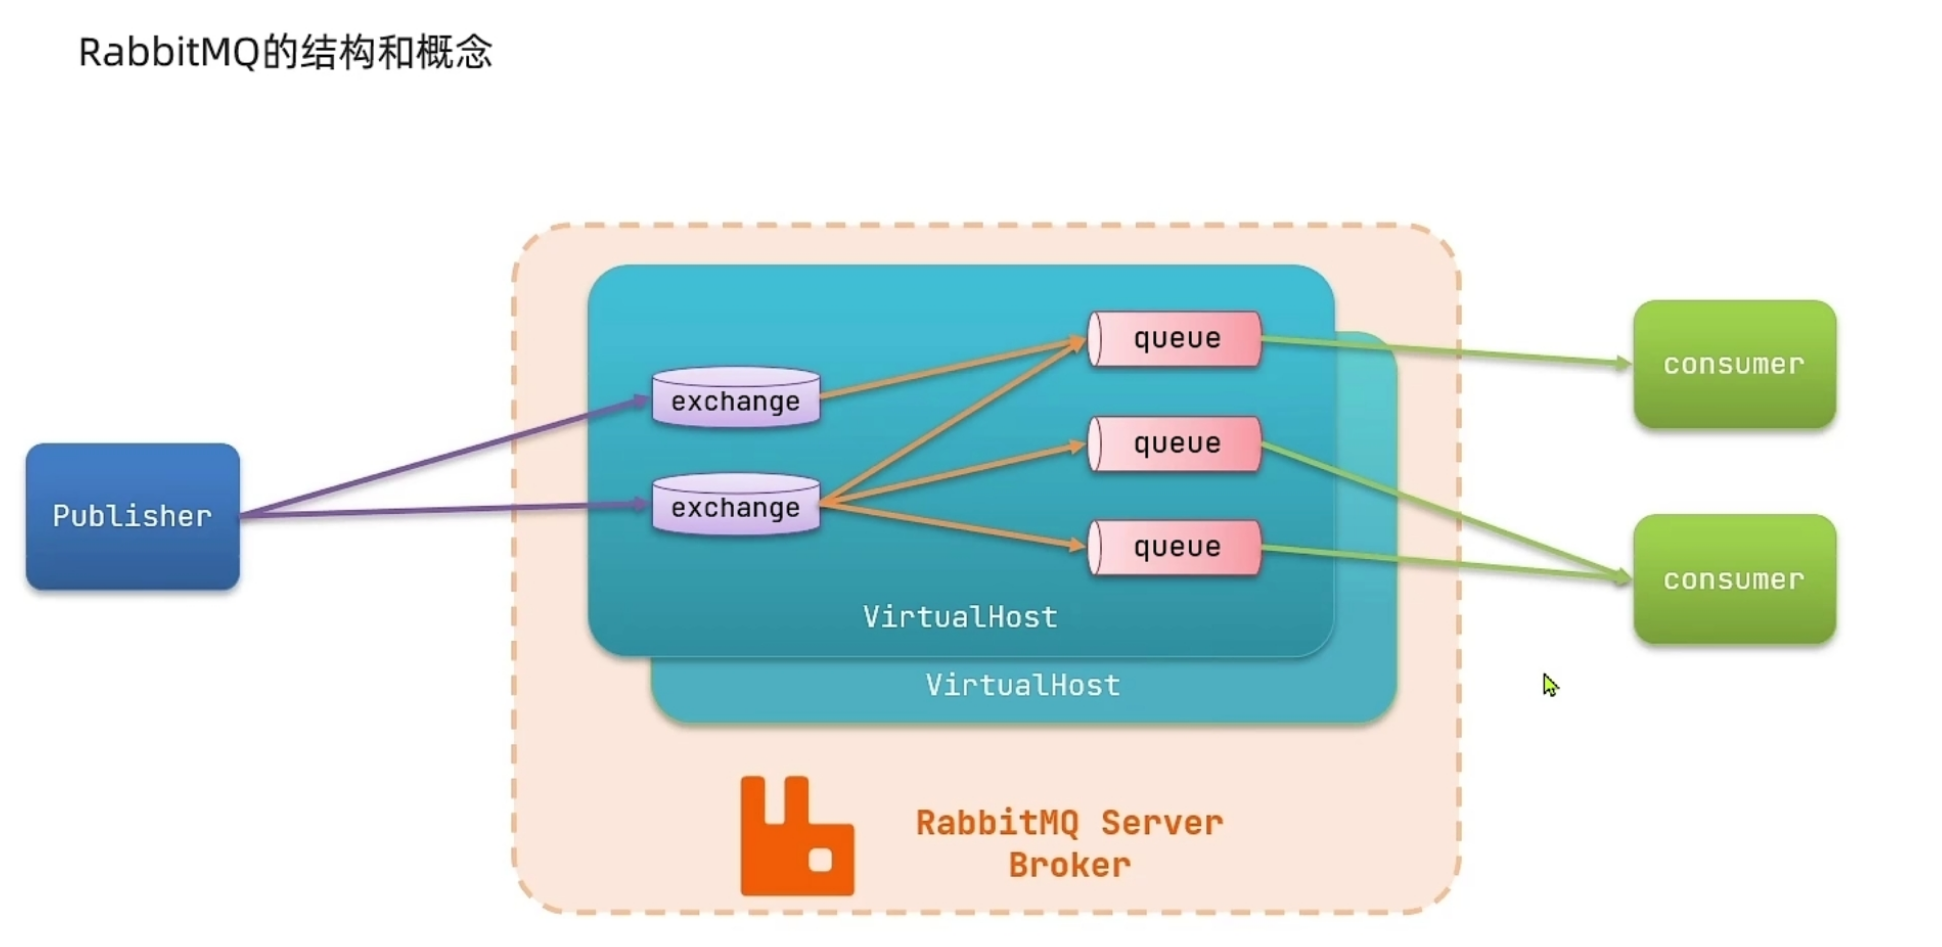 RabbitMQ的结构和概念
Publisher
exchange
exchange
queue
queue
queue
VirtualHost
VirtualHost
RabbitMQ Server
Broker
consumer
consumer